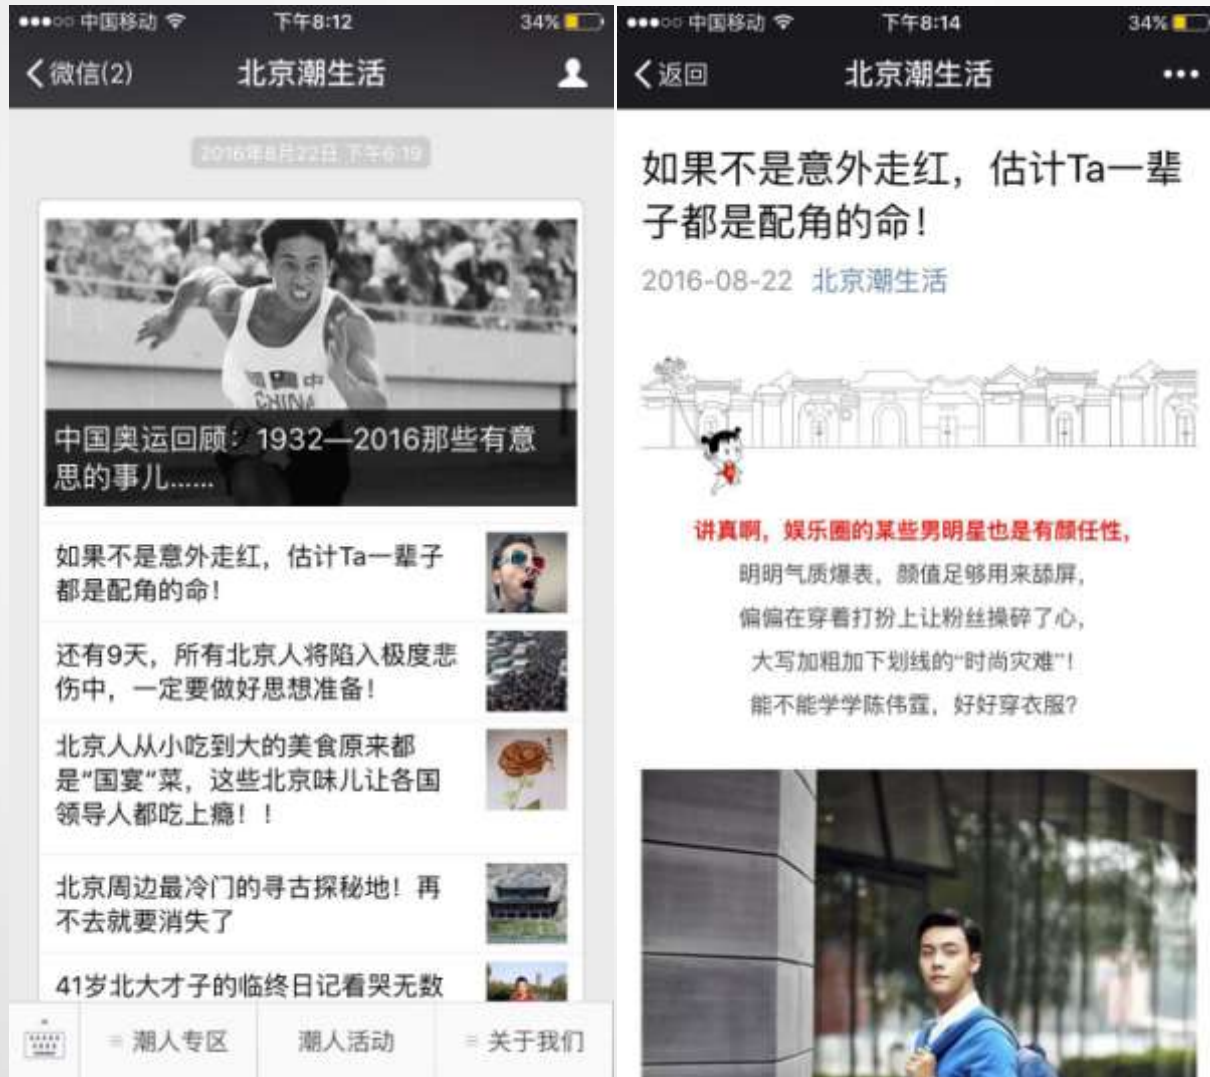 中国移动
下午8:12
34%
微信(2)
北京潮生活
2016年8月22日 下午6:19
中国
CHINA
中国奥运回顾：1932—2016那些有意
思的事儿......
如果不是意外走红，估计Ta一辈子
都是配角的命！
还有9天，所有北京人将陷入极度悲
伤中，一定要做好思想准备！
北京人从小吃到大的美食原来都
是“国宴”菜，这些北京味儿让各国
领导人都吃上瘾！！
北京周边最冷门的寻古探秘地！再
不去就要消失了
41岁北大才子的临终日记看哭无数
潮人专区
潮人活动
关于我们
中国移动
下午8:14
34%
返回
北京潮生活
如果不是意外走红，估计Ta一辈
子都是配角的命！
2016-08-22 北京潮生活
讲真啊，娱乐圈的某些男明星也是有颜任性，
明明气质爆表，颜值足够用来舔屏，
偏偏在穿着打扮上让粉丝操碎了心，
大写加粗加下划线的“时尚灾难”！
能不能学学陈伟霆，好好穿衣服？